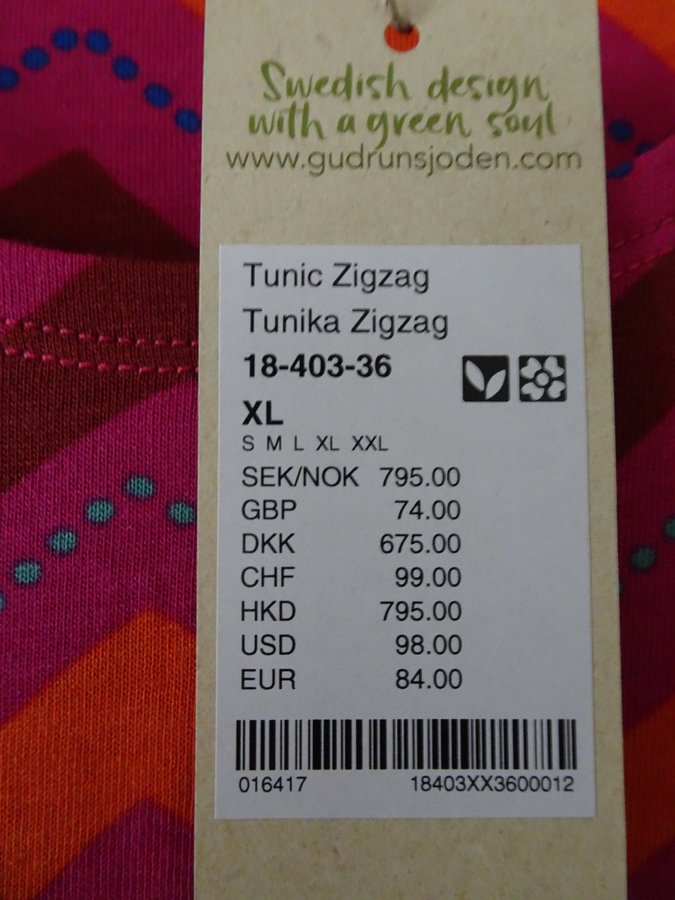 Swedish design
with a green soul
www.gudrunsjoden.com
Tunic Zigzag
Tunika Zigzag
18-403-36
XL
S M L XL XXL
SEK/NOK 795.00
GBP 74.00
DKK 675.00
CHF 99.00
HKD 795.00
USD 98.00
EUR 84.00
016417 18403XX3600012